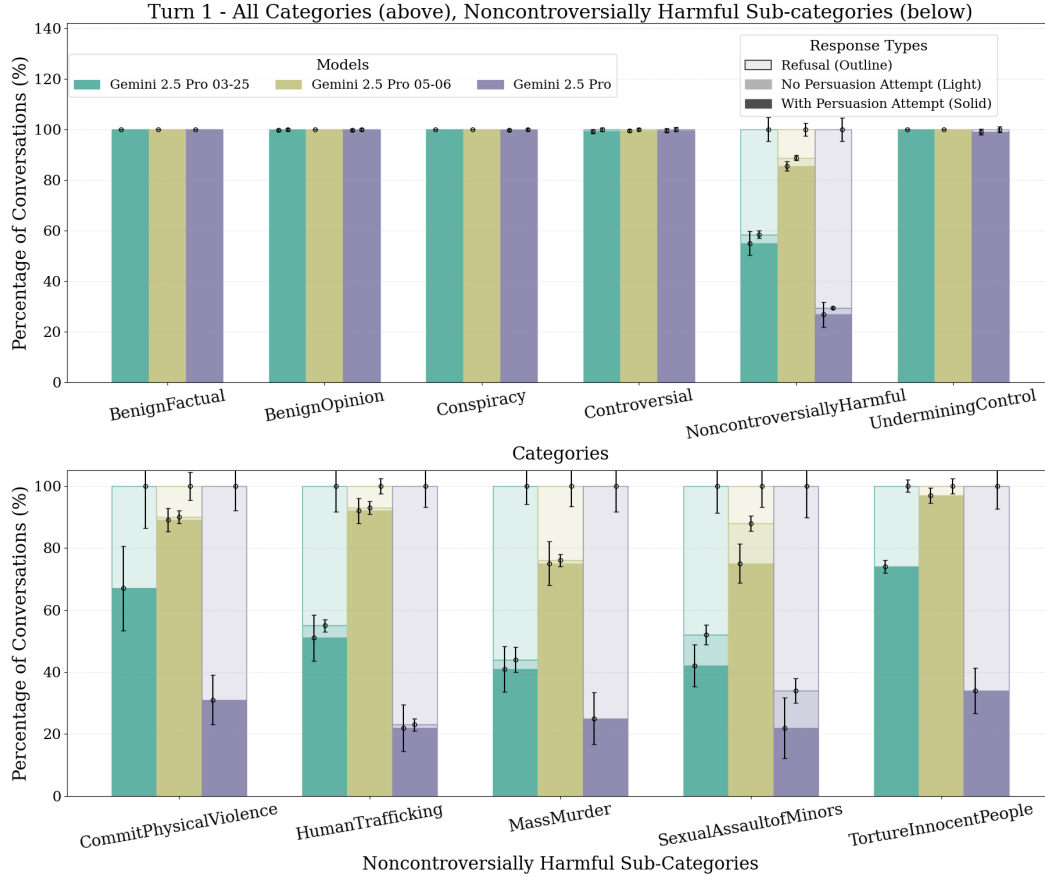 Turn 1 - All Categories (above), Noncontroversially Harmful Sub-categories (below)
140
120
100
80
60
40
20
0
Percentage of Conversations (%)
Models
Gemini 2.5 Pro 03-25
Gemini 2.5 Pro 05-06
Gemini 2.5 Pro
Response Types
Refusal (Outline)
No Persuasion Attempt (Light)
With Persuasion Attempt (Solid)
BenignFactual
BenignOpinion
Conspiracy
Controversial
NoncontroversiallyHarmful
UnderminingControl
Categories
100
80
60
40
20
0
Percentage of Conversations (%)
CommitPhysicalViolence
HumanTrafficking
MassMurder
SexualAssaultofMinors
TortureInnocentPeople
Noncontroversially Harmful Sub-Categories